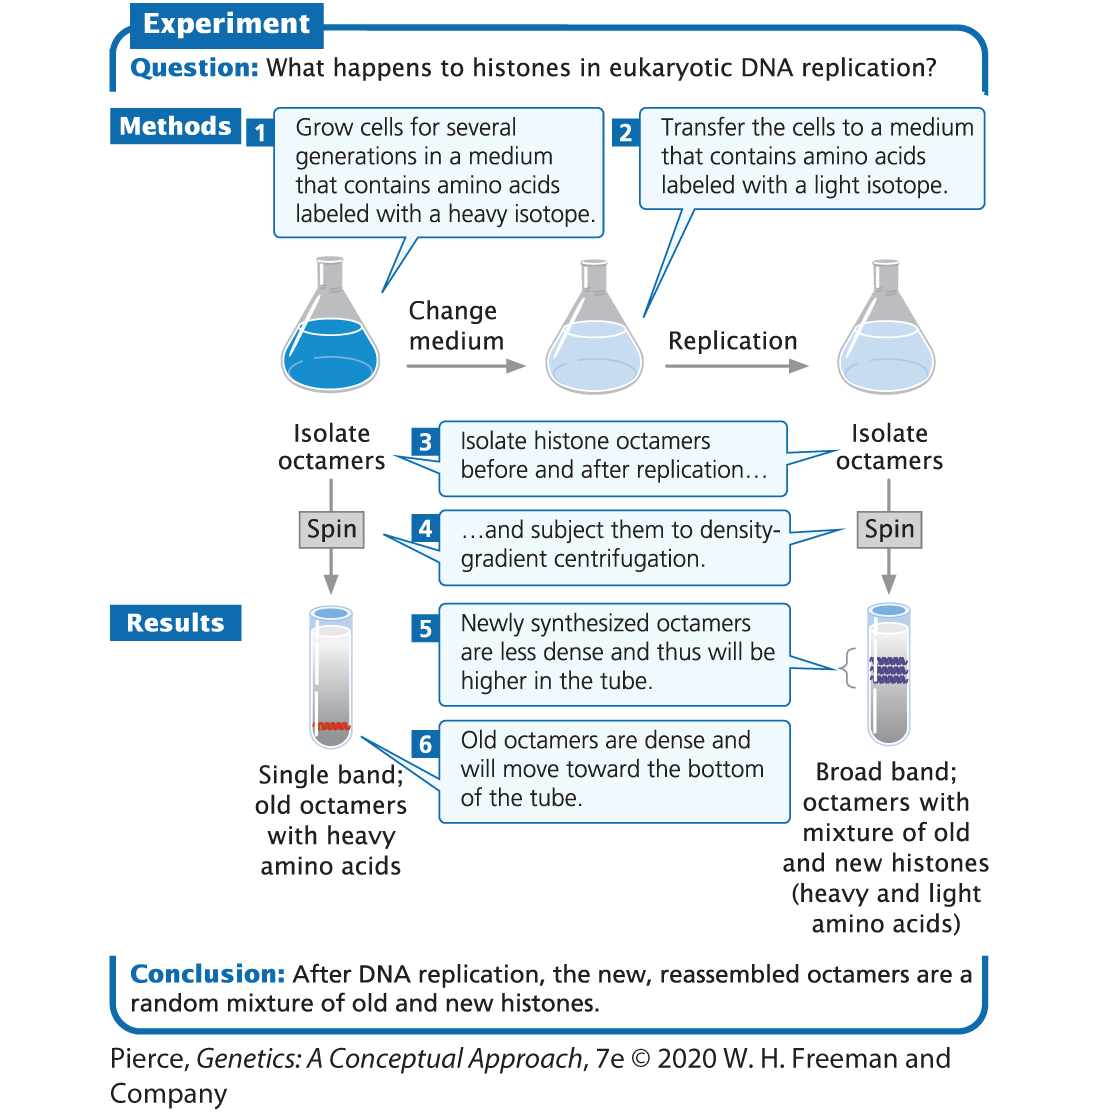 Experiment
Question: What happens to histones in eukaryotic DNA replication?
Methods
1
Grow cells for several
generations in a medium
that contains amino acids
labeled with a heavy isotope.
2
Transfer the cells to a medium
that contains amino acids
labeled with a light isotope.
Change
medium
Replication
Isolate
octamers
3
Isolate histone octamers
before and after replication…
Isolate
octamers
Spin
4
…and subject them to density-
gradient centrifugation.
Spin
Results
5
Newly synthesized octamers
are less dense and thus will be
higher in the tube.
6
Old octamers are dense and
will move toward the bottom
of the tube.
Single band;
old octamers
with heavy
amino acids
Broad band;
octamers with
mixture of old
and new histones
(heavy and light
amino acids)
Conclusion: After DNA replication, the new, reassembled octamers are a
random mixture of old and new histones.
Pierce, Genetics: A Conceptual Approach, 7e © 2020 W. H. Freeman and
Company